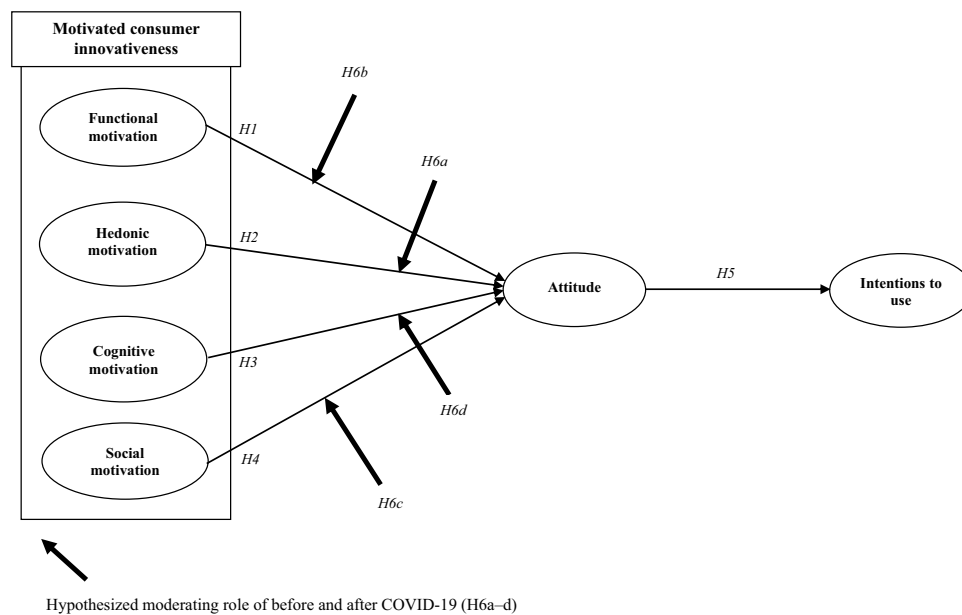 Motivated consumer
innovativeness
H6b
Functional
motivation
H1
H6a
Hedonic
motivation
H2
Attitude
H5
Intentions to
use
Cognitive
motivation
H3
H6d
Social
motivation
H4
H6c
Hypothesized moderating role of before and after COVID-19 (H6a–d)